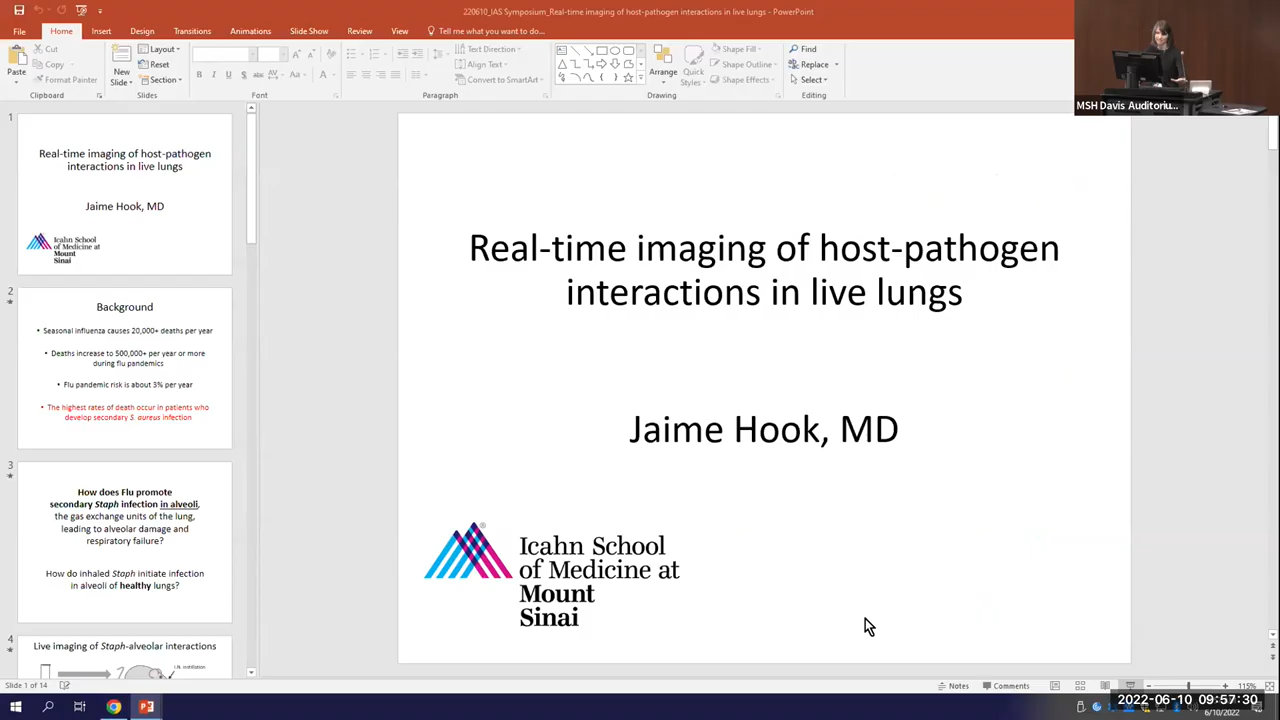 220610_IAS Symposium_Real-time imaging of host-pathogen interactions in live lungs - PowerPoint
File Home Insert Design Transitions Animations Slide Show Review View Tell me what you want to do...
Paste
Cut
Copy
Format Painter
Clipboard
New
Slide
Layout
Reset
Section
Slides
Font
Text Direction
Align Text
Convert to SmartArt
Paragraph
Arrange
Quick
Styles
Shape Fill
Shape Outline
Shape Effects
Drawing
Find
Replace
Select
Editing
MSH Davis Auditoriu...
1
Real-time imaging of host-pathogen
interactions in live lungs
Jaime Hook, MD
Icahn School
of Medicine at
Mount
Sinai
2
Background
• Seasonal influenza causes 20,000+ deaths per year
• Deaths increase to 500,000+ per year or more
during flu pandemics
• Flu pandemic risk is about 3% per year
• The highest rates of death occur in patients who
develop secondary S. aureus infection
3
How does Flu promote
secondary Staph infection in alveoli,
the gas exchange units of the lung,
leading to alveolar damage and
respiratory failure?
How do inhaled Staph initiate infection
in alveoli of healthy lungs?
4
Live imaging of Staph-alveolar interactions
I.N. instillation
Real-time imaging of host-pathogen
interactions in live lungs
Jaime Hook, MD
Icahn School
of Medicine at
Mount
Sinai
®
Slide 1 of 14
Notes
Comments
115%
2022-06-10 09:57:30
6/10/2022